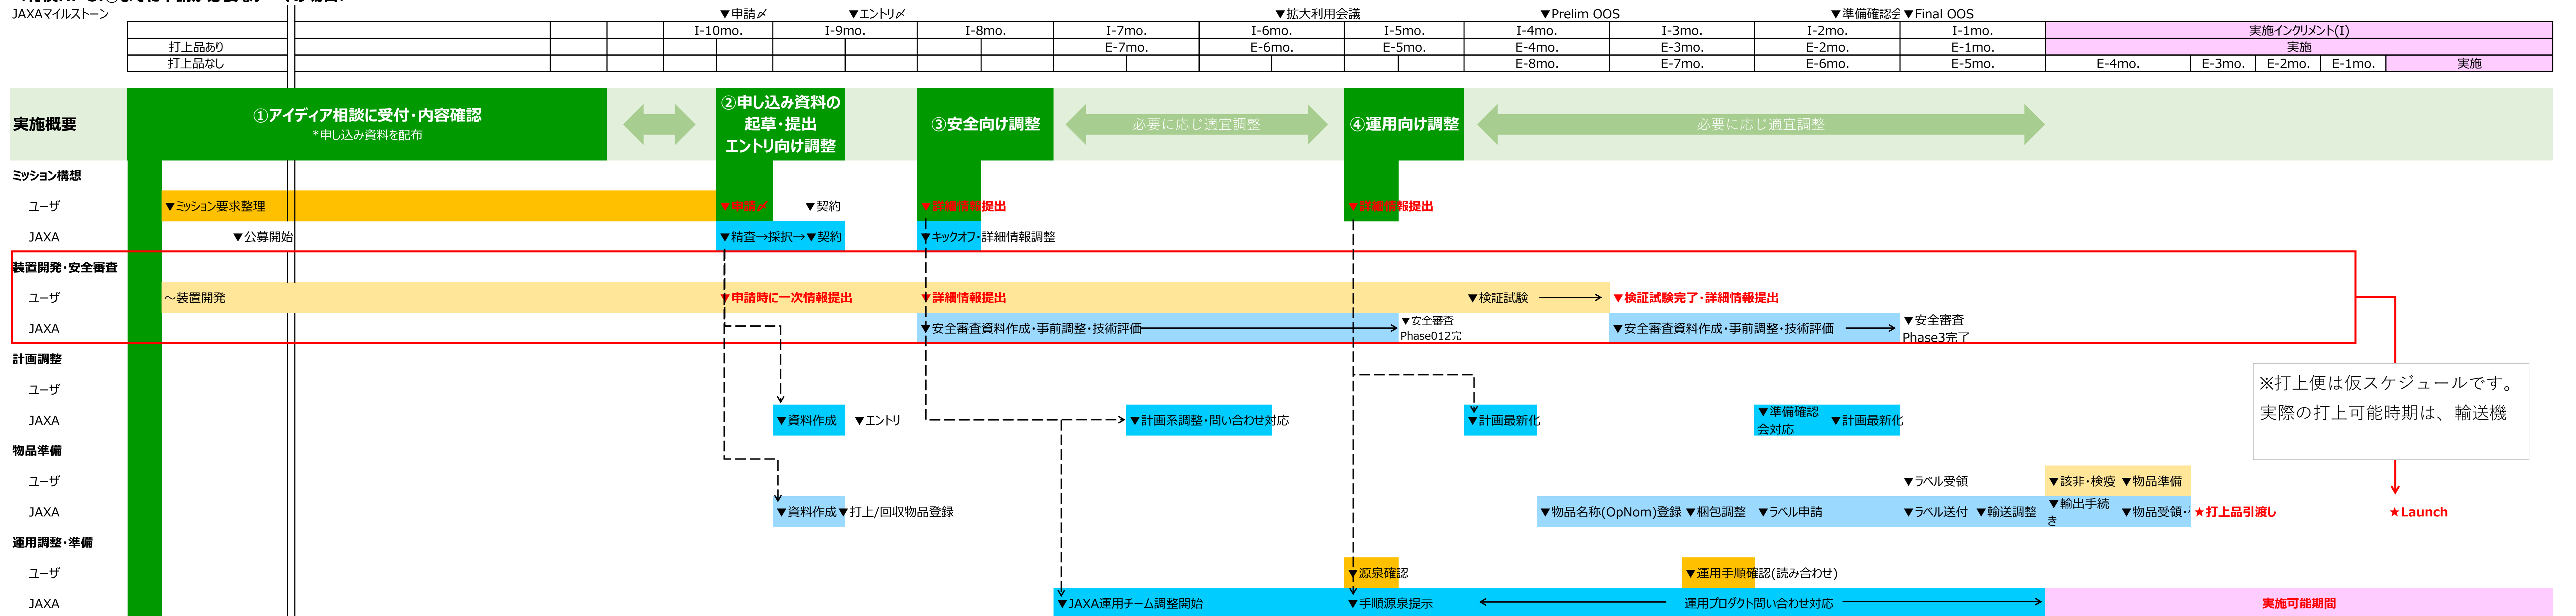 JAXAマイルストーン
▼申請〆 ▼エントリ〆 ▼拡大利用会議 ▼Prelim OOS ▼準備確認会 ▼Final OOS
I-10mo. I-9mo. I-8mo. I-7mo. I-6mo. I-5mo. I-4mo. I-3mo. I-2mo. I-1mo. 実施インクリメント(I)
打上品あり E-7mo. E-6mo. E-5mo. E-4mo. E-3mo. E-2mo. E-1mo. 実施
打上品なし E-8mo. E-7mo. E-6mo. E-5mo. E-4mo. E-3mo. E-2mo. E-1mo. 実施
実施概要
①アイディア相談に受付・内容確認
*申し込み資料を配布
②申し込み資料の
起草・提出
エントリ向け調整
③安全向け調整
必要に応じ適宜調整
④運用向け調整
必要に応じ適宜調整
ミッション構想
ユーザ ▼ミッション要求整理 ▼申請〆 ▼契約 ▼詳細情報提出 ▼詳細情報提出
JAXA ▼公募開始 ▼精査→採択→▼契約 ▼キックオフ・詳細情報調整
装置開発・安全審査
ユーザ ～装置開発 ▼申請時に一次情報提出 ▼詳細情報提出 ▼検証試験 ▼検証試験完了・詳細情報提出
JAXA ▼安全審査資料作成・事前調整・技術評価 ▼安全審査
Phase012完
▼安全審査資料作成・事前調整・技術評価 ▼安全審査
Phase3完了
計画調整
ユーザ
JAXA ▼資料作成 ▼エントリ ▼計画系調整・問い合わせ対応 ▼計画最新化 ▼準備確認
会対応
▼計画最新化
※打上便は仮スケジュールです。
実際の打上可能時期は、輸送機
物品準備
ユーザ ▼ラベル受領 ▼該非・検疫 ▼物品準備
JAXA ▼資料作成 ▼打上/回収物品登録 ▼物品名称(OpNom)登録 ▼梱包調整 ▼ラベル申請 ▼ラベル送付 ▼輸送調整 ▼輸出手続
き
▼物品受領・ ★打上品引渡し ★Launch
運用調整・準備
ユーザ ▼源泉確認 ▼運用手順確認(読み合わせ)
JAXA ▼JAXA運用チーム調整開始 ▼手順源泉提示 運用プロダクト問い合わせ対応 実施可能期間